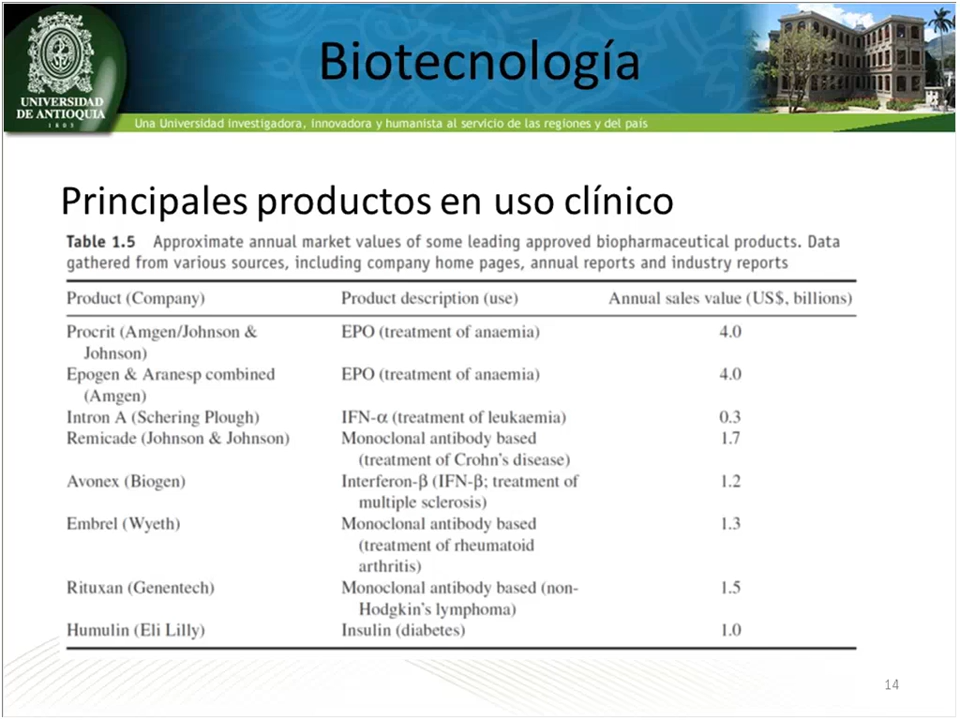 UNIVERSIDAD
DE ANTIOQUIA
1803
Biotecnología
Una Universidad investigadora, innovadora y humanista al servicio de las regiones y del país
Principales productos en uso clínico
Table 1.5 Approximate annual market values of some leading approved biopharmaceutical products. Data
gathered from various sources, including company home pages, annual reports and industry reports
Product (Company) Product description (use) Annual sales value (US$, billions)
Procrit (Amgen/Johnson & EPO (treatment of anaemia) 4.0
Johnson)
Epogen & Aranesp combined EPO (treatment of anaemia) 4.0
(Amgen)
Intron A (Schering Plough) IFN-α (treatment of leukaemia) 0.3
Remicade (Johnson & Johnson) Monoclonal antibody based 1.7
(treatment of Crohn's disease)
Avonex (Biogen) Interferon-β (IFN-β; treatment of 1.2
multiple sclerosis)
Embrel (Wyeth) Monoclonal antibody based 1.3
(treatment of rheumatoid
arthritis)
Rituxan (Genentech) Monoclonal antibody based (non- 1.5
Hodgkin's lymphoma)
Humulin (Eli Lilly) Insulin (diabetes) 1.0
14